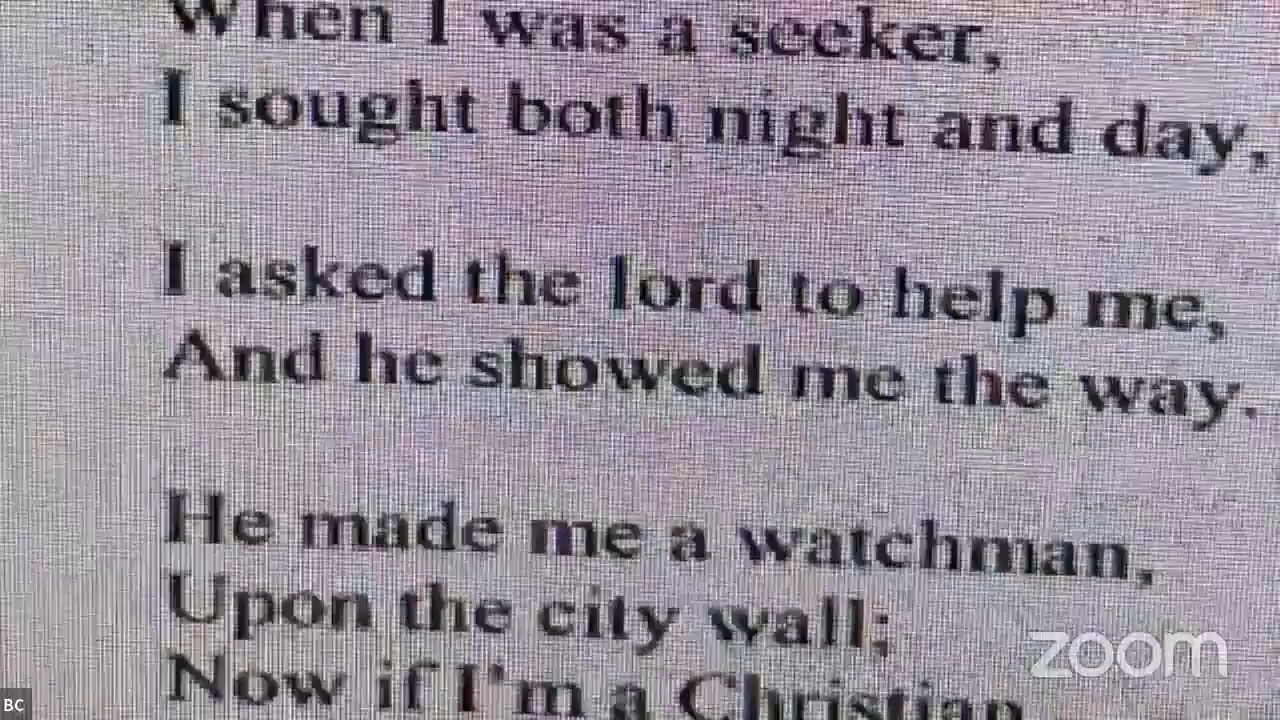 When I was a seeker,
I sought both night and day,
I asked the lord to help me,
And he showed me the way.
He made me a watchman,
Upon the city wall;
Now if I'm a Christian
zoom
BC